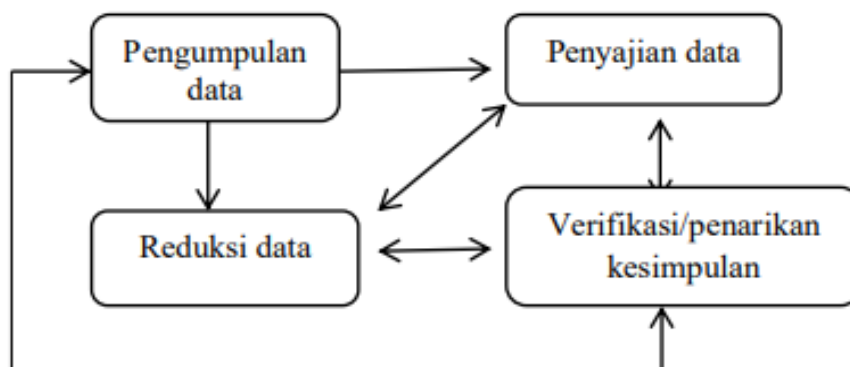 Pengumpulan
data
Penyajian data
Reduksi data
Verifikasi/penarikan
kesimpulan